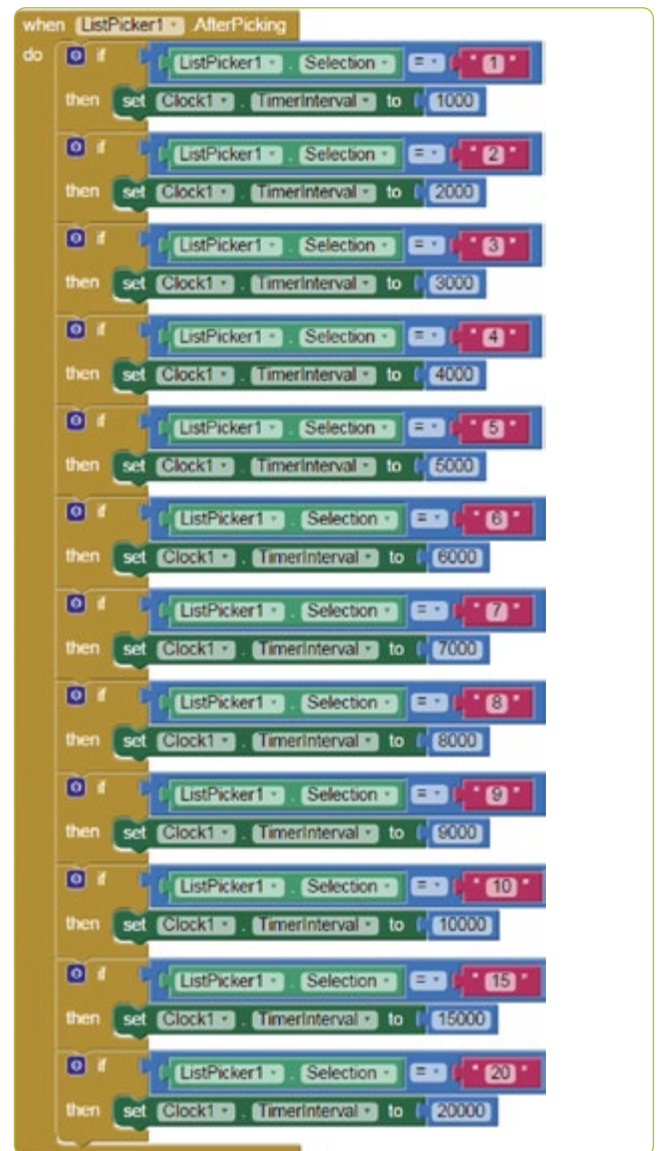 when ListPicker1 .AfterPicking
do if ListPicker1 . Selection = " 1 "
then set Clock1 . TimerInterval to 1000
if ListPicker1 . Selection = " 2 "
then set Clock1 . TimerInterval to 2000
if ListPicker1 . Selection = " 3 "
then set Clock1 . TimerInterval to 3000
if ListPicker1 . Selection = " 4 "
then set Clock1 . TimerInterval to 4000
if ListPicker1 . Selection = " 5 "
then set Clock1 . TimerInterval to 5000
if ListPicker1 . Selection = " 6 "
then set Clock1 . TimerInterval to 6000
if ListPicker1 . Selection = " 7 "
then set Clock1 . TimerInterval to 7000
if ListPicker1 . Selection = " 8 "
then set Clock1 . TimerInterval to 8000
if ListPicker1 . Selection = " 9 "
then set Clock1 . TimerInterval to 9000
if ListPicker1 . Selection = " 10 "
then set Clock1 . TimerInterval to 10000
if ListPicker1 . Selection = " 15 "
then set Clock1 . TimerInterval to 15000
if ListPicker1 . Selection = " 20 "
then set Clock1 . TimerInterval to 20000